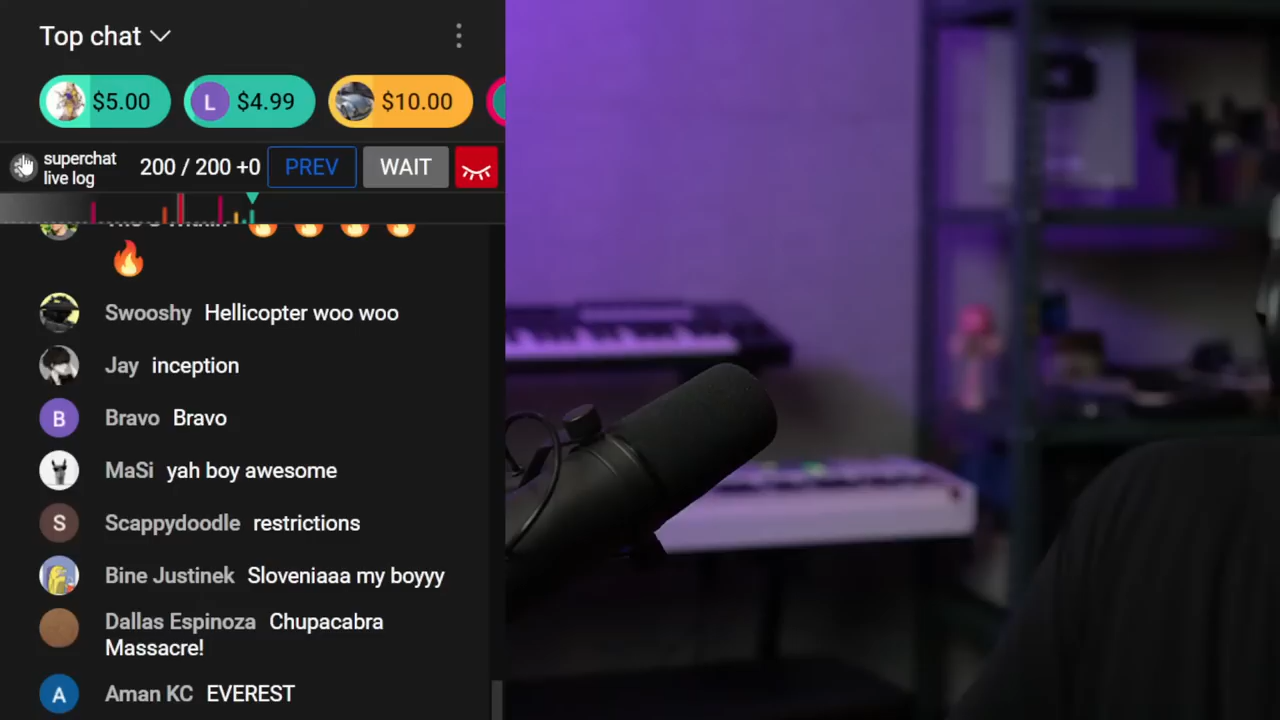 Top chat
$5.00 L $4.99 $10.00
superchat live log 200 / 200 +0 PREV WAIT
Swooshy Hellicopter woo woo
Jay inception
B Bravo Bravo
MaSi yah boy awesome
S Scappydoodle restrictions
Bine Justinek Sloveniaaa my boyyy
Dallas Espinoza Chupacabra
Massacre!
A Aman KC EVEREST